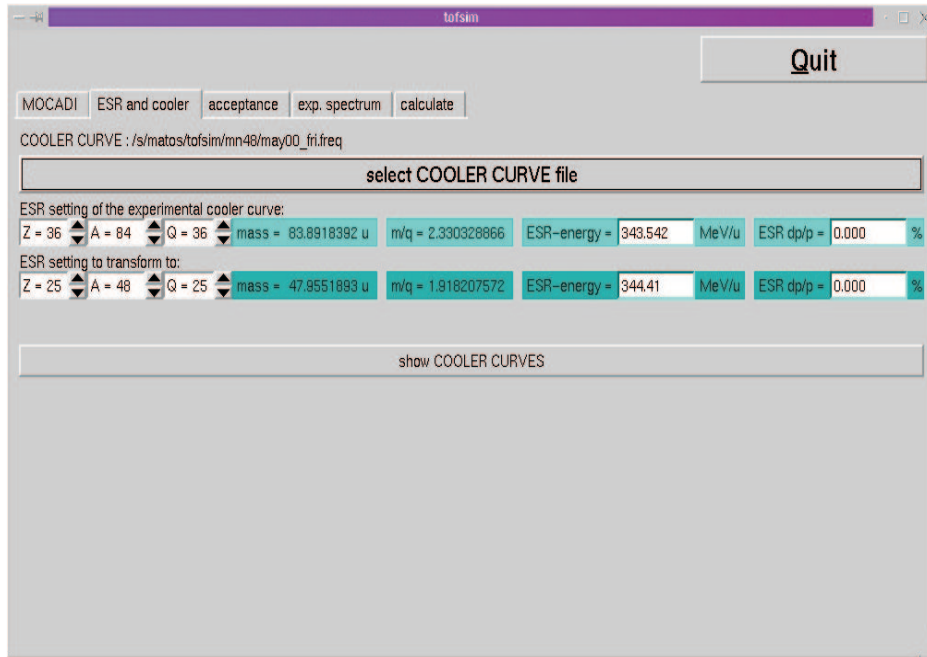 tofsim
Quit
MOCADI ESR and cooler acceptance exp. spectrum calculate
COOLER CURVE : /s/matos/tofsim/mn48/may00_fri.freq
select COOLER CURVE file
ESR setting of the experimental cooler curve:
Z = 36 A = 84 Q = 36 mass = 83.8918392 u m/q = 2.330328866 ESR-energy = 343.542 MeV/u ESR dp/p = 0.000 %
ESR setting to transform to:
Z = 25 A = 48 Q = 25 mass = 47.9551893 u m/q = 1.918207572 ESR-energy = 344.41 MeV/u ESR dp/p = 0.000 %
show COOLER CURVES